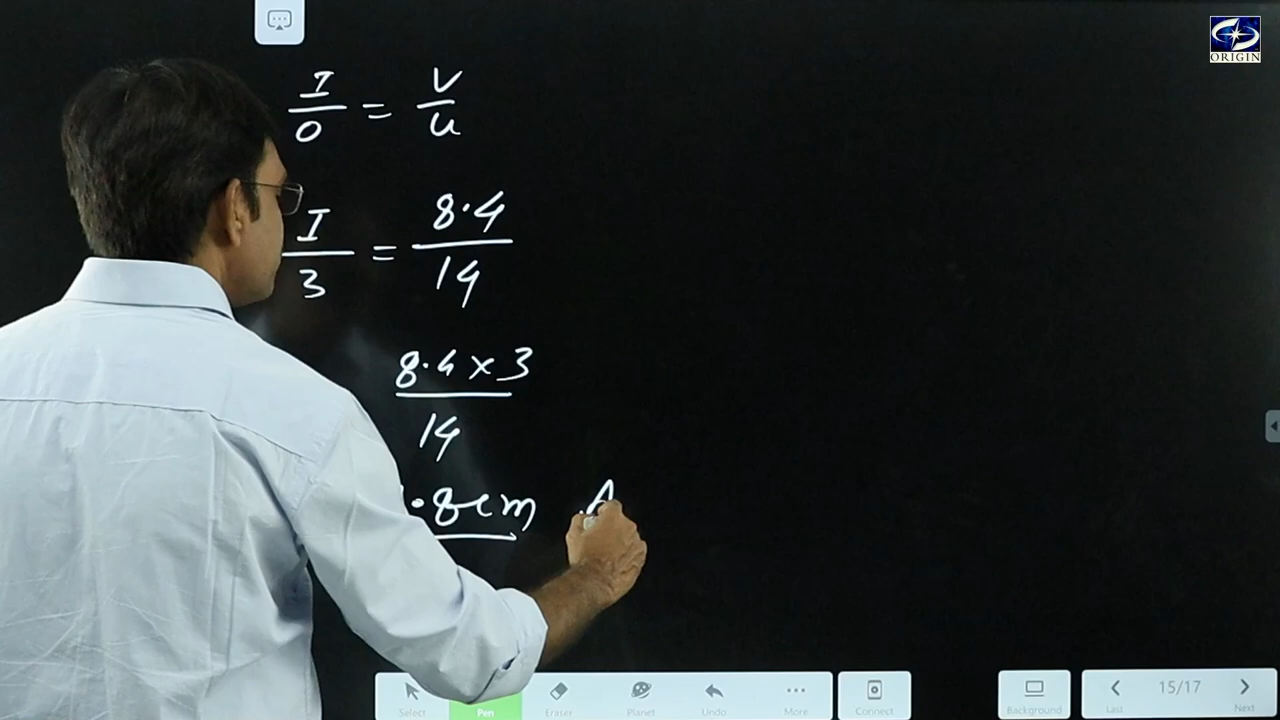 ORIGIN
I/O = V/u
I/3 = 8.4/14
8.4 x 3
14
.8cm A
Select Pen Eraser Planet Undo More Connect Background Last 15/17 Next